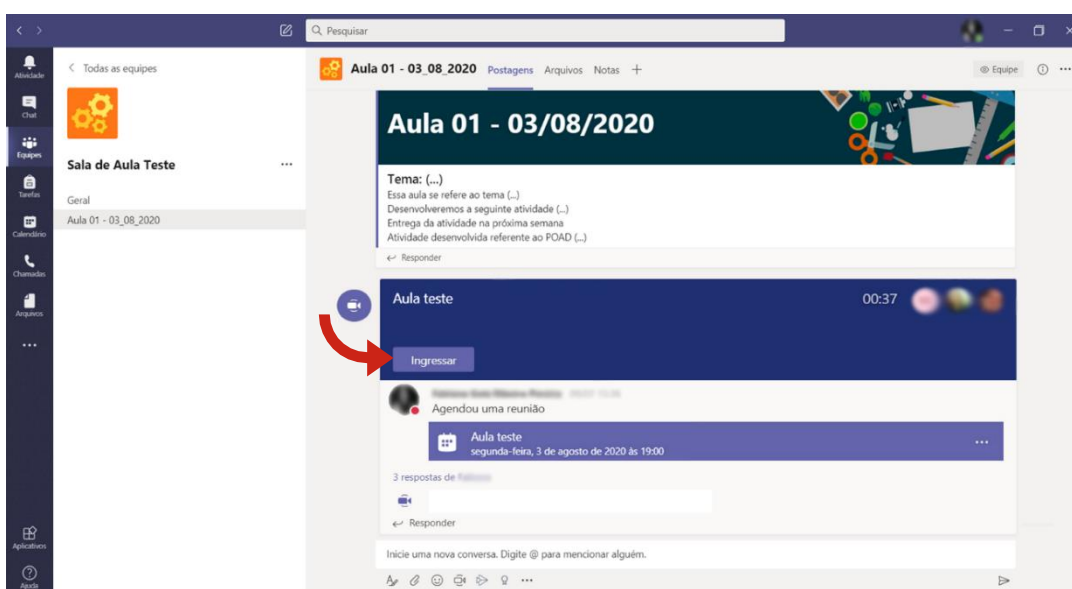 Pesquisar
Atividade
Chat
Equipes
Tarefas
Calendário
Chamadas
Arquivos
Aplicativos
Ajuda
Todas as equipes
Sala de Aula Teste
Geral
Aula 01 - 03_08_2020
Aula 01 - 03_08_2020 Postagens Arquivos Notas
Equipe
Aula 01 - 03/08/2020
Tema: (...)
Essa aula se refere ao tema (...)
Desenvolveremos a seguinte atividade (...)
Entrega da atividade na próxima semana
Atividade desenvolvida referente ao POAD (...)
Responder
Aula teste 00:37
Ingressar
Agendou uma reunião
Aula teste
segunda-feira, 3 de agosto de 2020 às 19:00
3 respostas de
Responder
Inicie uma nova conversa. Digite @ para mencionar alguém.